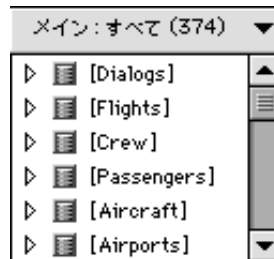 メイン:すべて (374)
[Dialogs]
[Flights]
[Crew]
[Passengers]
[Aircraft]
[Airports]